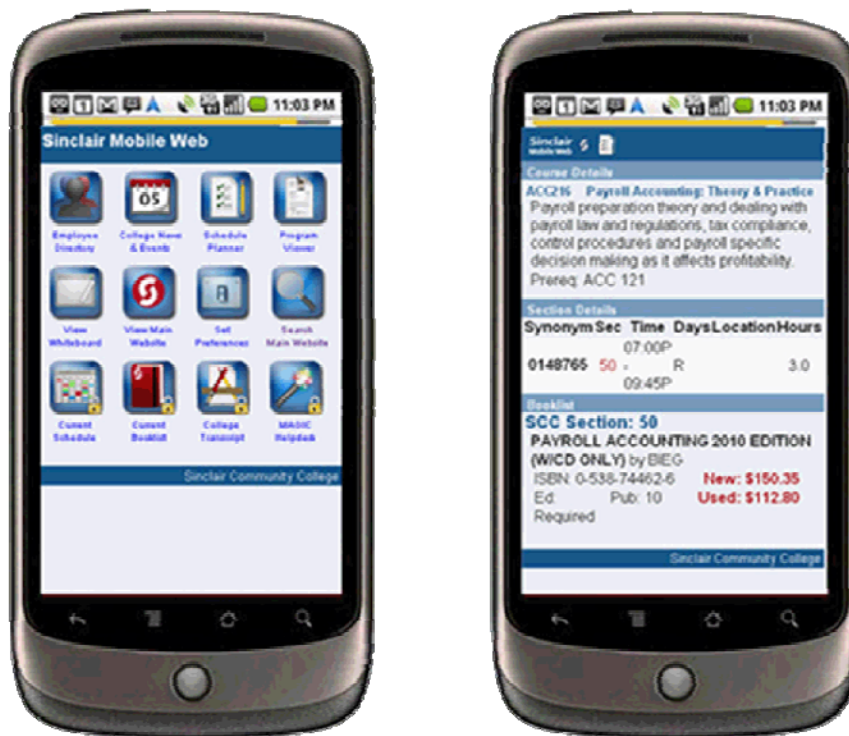 11:03 PM
Sinclair Mobile Web
Employee Directory
College News & Events
Schedule Planner
Program Viewer
View Whiteboard
View Main Website
Set Preferences
Search Main Website
Current Schedule
Current Booklist
College Transcript
MAGIC Helpdesk
Sinclair Community College
11:03 PM
Sinclair
Mobile Web
Course Details
ACC216 Payroll Accounting: Theory & Practice
Payroll preparation theory and dealing with
payroll law and regulations, tax compliance,
control procedures and payroll specific
decision making as it affects profitability.
Prereq: ACC 121
Section Details
Synonym Sec Time Days Location Hours
07:00P
0148765 50 - R 3.0
09:45P
Booklist
SCC Section: 50
PAYROLL ACCOUNTING 2010 EDITION
(W/CD ONLY) by BIEG
ISBN: 0-538-74462-6 New: $150.35
Ed: Pub: 10 Used: $112.80
Required
Sinclair Community College